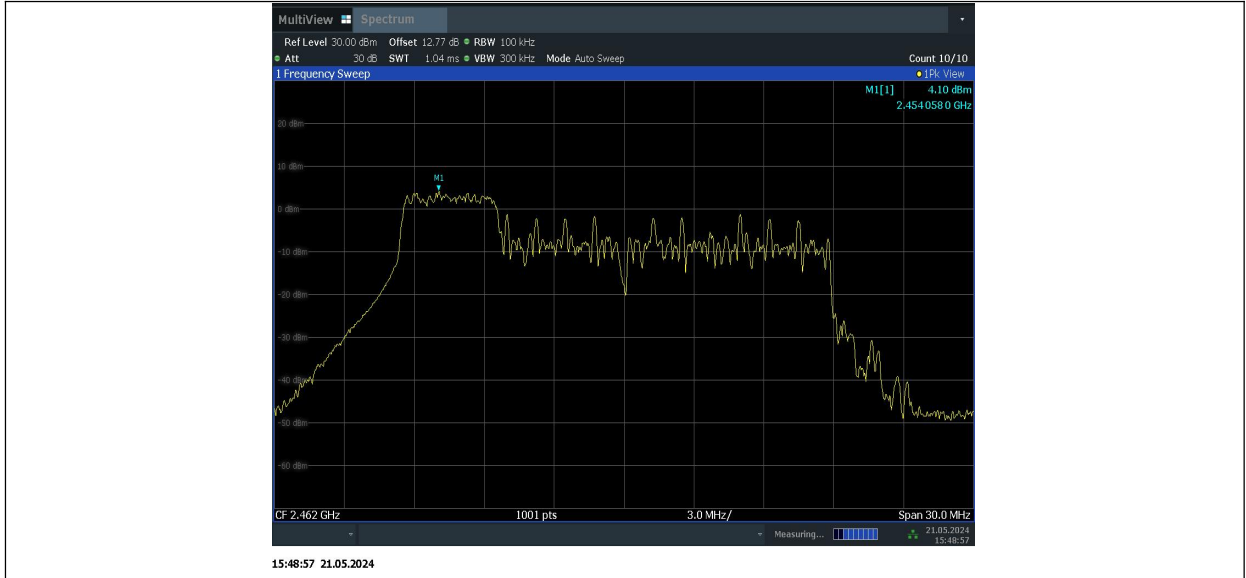 MultiView Spectrum
Ref Level 30.00 dBm Offset 12.77 dB RBW 100 kHz
Att 30 dB SWT 1.04 ms VBW 300 kHz Mode Auto Sweep Count 10/10
1 Frequency Sweep 1Pk View
M1[1] 4.10 dBm
2.454 058 0 GHz
20 dBm
10 dBm
M1
0 dBm
-10 dBm
-20 dBm
-30 dBm
-40 dBm
-50 dBm
-60 dBm
CF 2.462 GHz 1001 pts 3.0 MHz/ Span 30.0 MHz
Measuring... 21.05.2024
15:48:57
15:48:57 21.05.2024